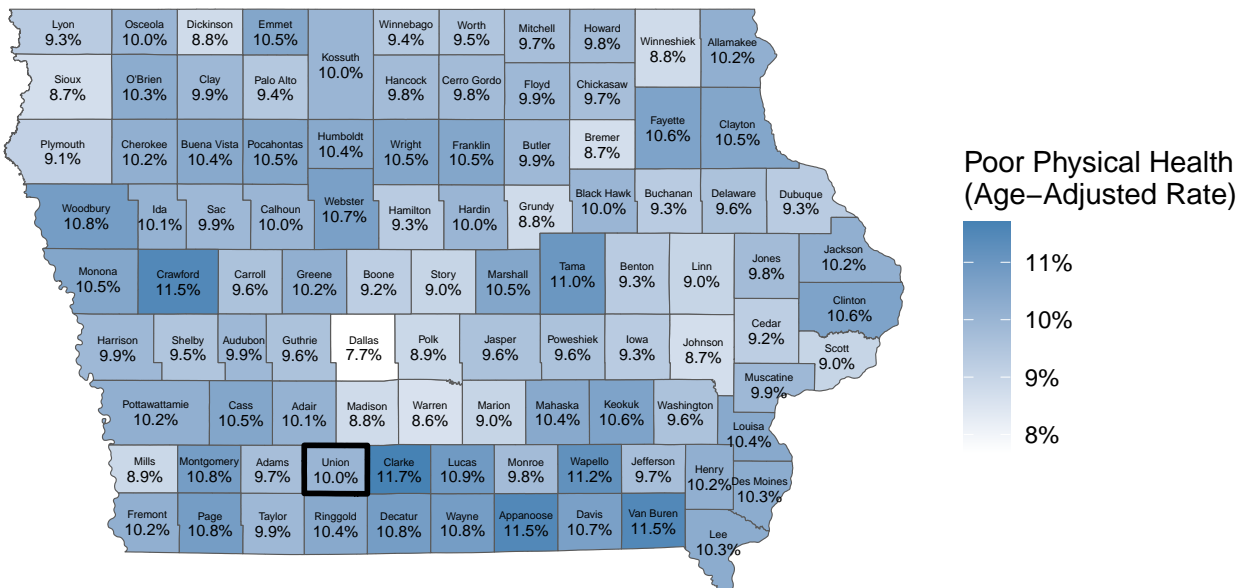 Lyon
9.3%
Osceola
10.0%
Dickinson
8.8%
Emmet
10.5%
Kossuth
10.0%
Winnebago
9.4%
Worth
9.5%
Mitchell
9.7%
Howard
9.8%
Winneshiek
8.8%
Allamakee
10.2%
Sioux
8.7%
O'Brien
10.3%
Clay
9.9%
Palo Alto
9.4%
Hancock
9.8%
Cerro Gordo
9.8%
Floyd
9.9%
Chickasaw
9.7%
Fayette
10.6%
Clayton
10.5%
Plymouth
9.1%
Cherokee
10.2%
Buena Vista
10.4%
Pocahontas
10.5%
Humboldt
10.4%
Wright
10.5%
Franklin
10.5%
Butler
9.9%
Bremer
8.7%
Woodbury
10.8%
Ida
10.1%
Sac
9.9%
Calhoun
10.0%
Webster
10.7%
Hamilton
9.3%
Hardin
10.0%
Grundy
8.8%
Black Hawk
10.0%
Buchanan
9.3%
Delaware
9.6%
Dubuque
9.3%
Monona
10.5%
Crawford
11.5%
Carroll
9.6%
Greene
10.2%
Boone
9.2%
Story
9.0%
Marshall
10.5%
Tama
11.0%
Benton
9.3%
Linn
9.0%
Jones
9.8%
Jackson
10.2%
Clinton
10.6%
Harrison
9.9%
Shelby
9.5%
Audubon
9.9%
Guthrie
9.6%
Dallas
7.7%
Polk
8.9%
Jasper
9.6%
Poweshiek
9.6%
Iowa
9.3%
Johnson
8.7%
Cedar
9.2%
Scott
9.0%
Muscatine
9.9%
Pottawattamie
10.2%
Cass
10.5%
Adair
10.1%
Madison
8.8%
Warren
8.6%
Marion
9.0%
Mahaska
10.4%
Keokuk
10.6%
Washington
9.6%
Louisa
10.4%
Mills
8.9%
Montgomery
10.8%
Adams
9.7%
Union
10.0%
Clarke
11.7%
Lucas
10.9%
Monroe
9.8%
Wapello
11.2%
Jefferson
9.7%
Henry
10.2%
Des Moines
10.3%
Fremont
10.2%
Page
10.8%
Taylor
9.9%
Ringgold
10.4%
Decatur
10.8%
Wayne
10.8%
Appanoose
11.5%
Davis
10.7%
Van Buren
11.5%
Lee
10.3%
Poor Physical Health
(Age−Adjusted Rate)
11%
10%
9%
8%